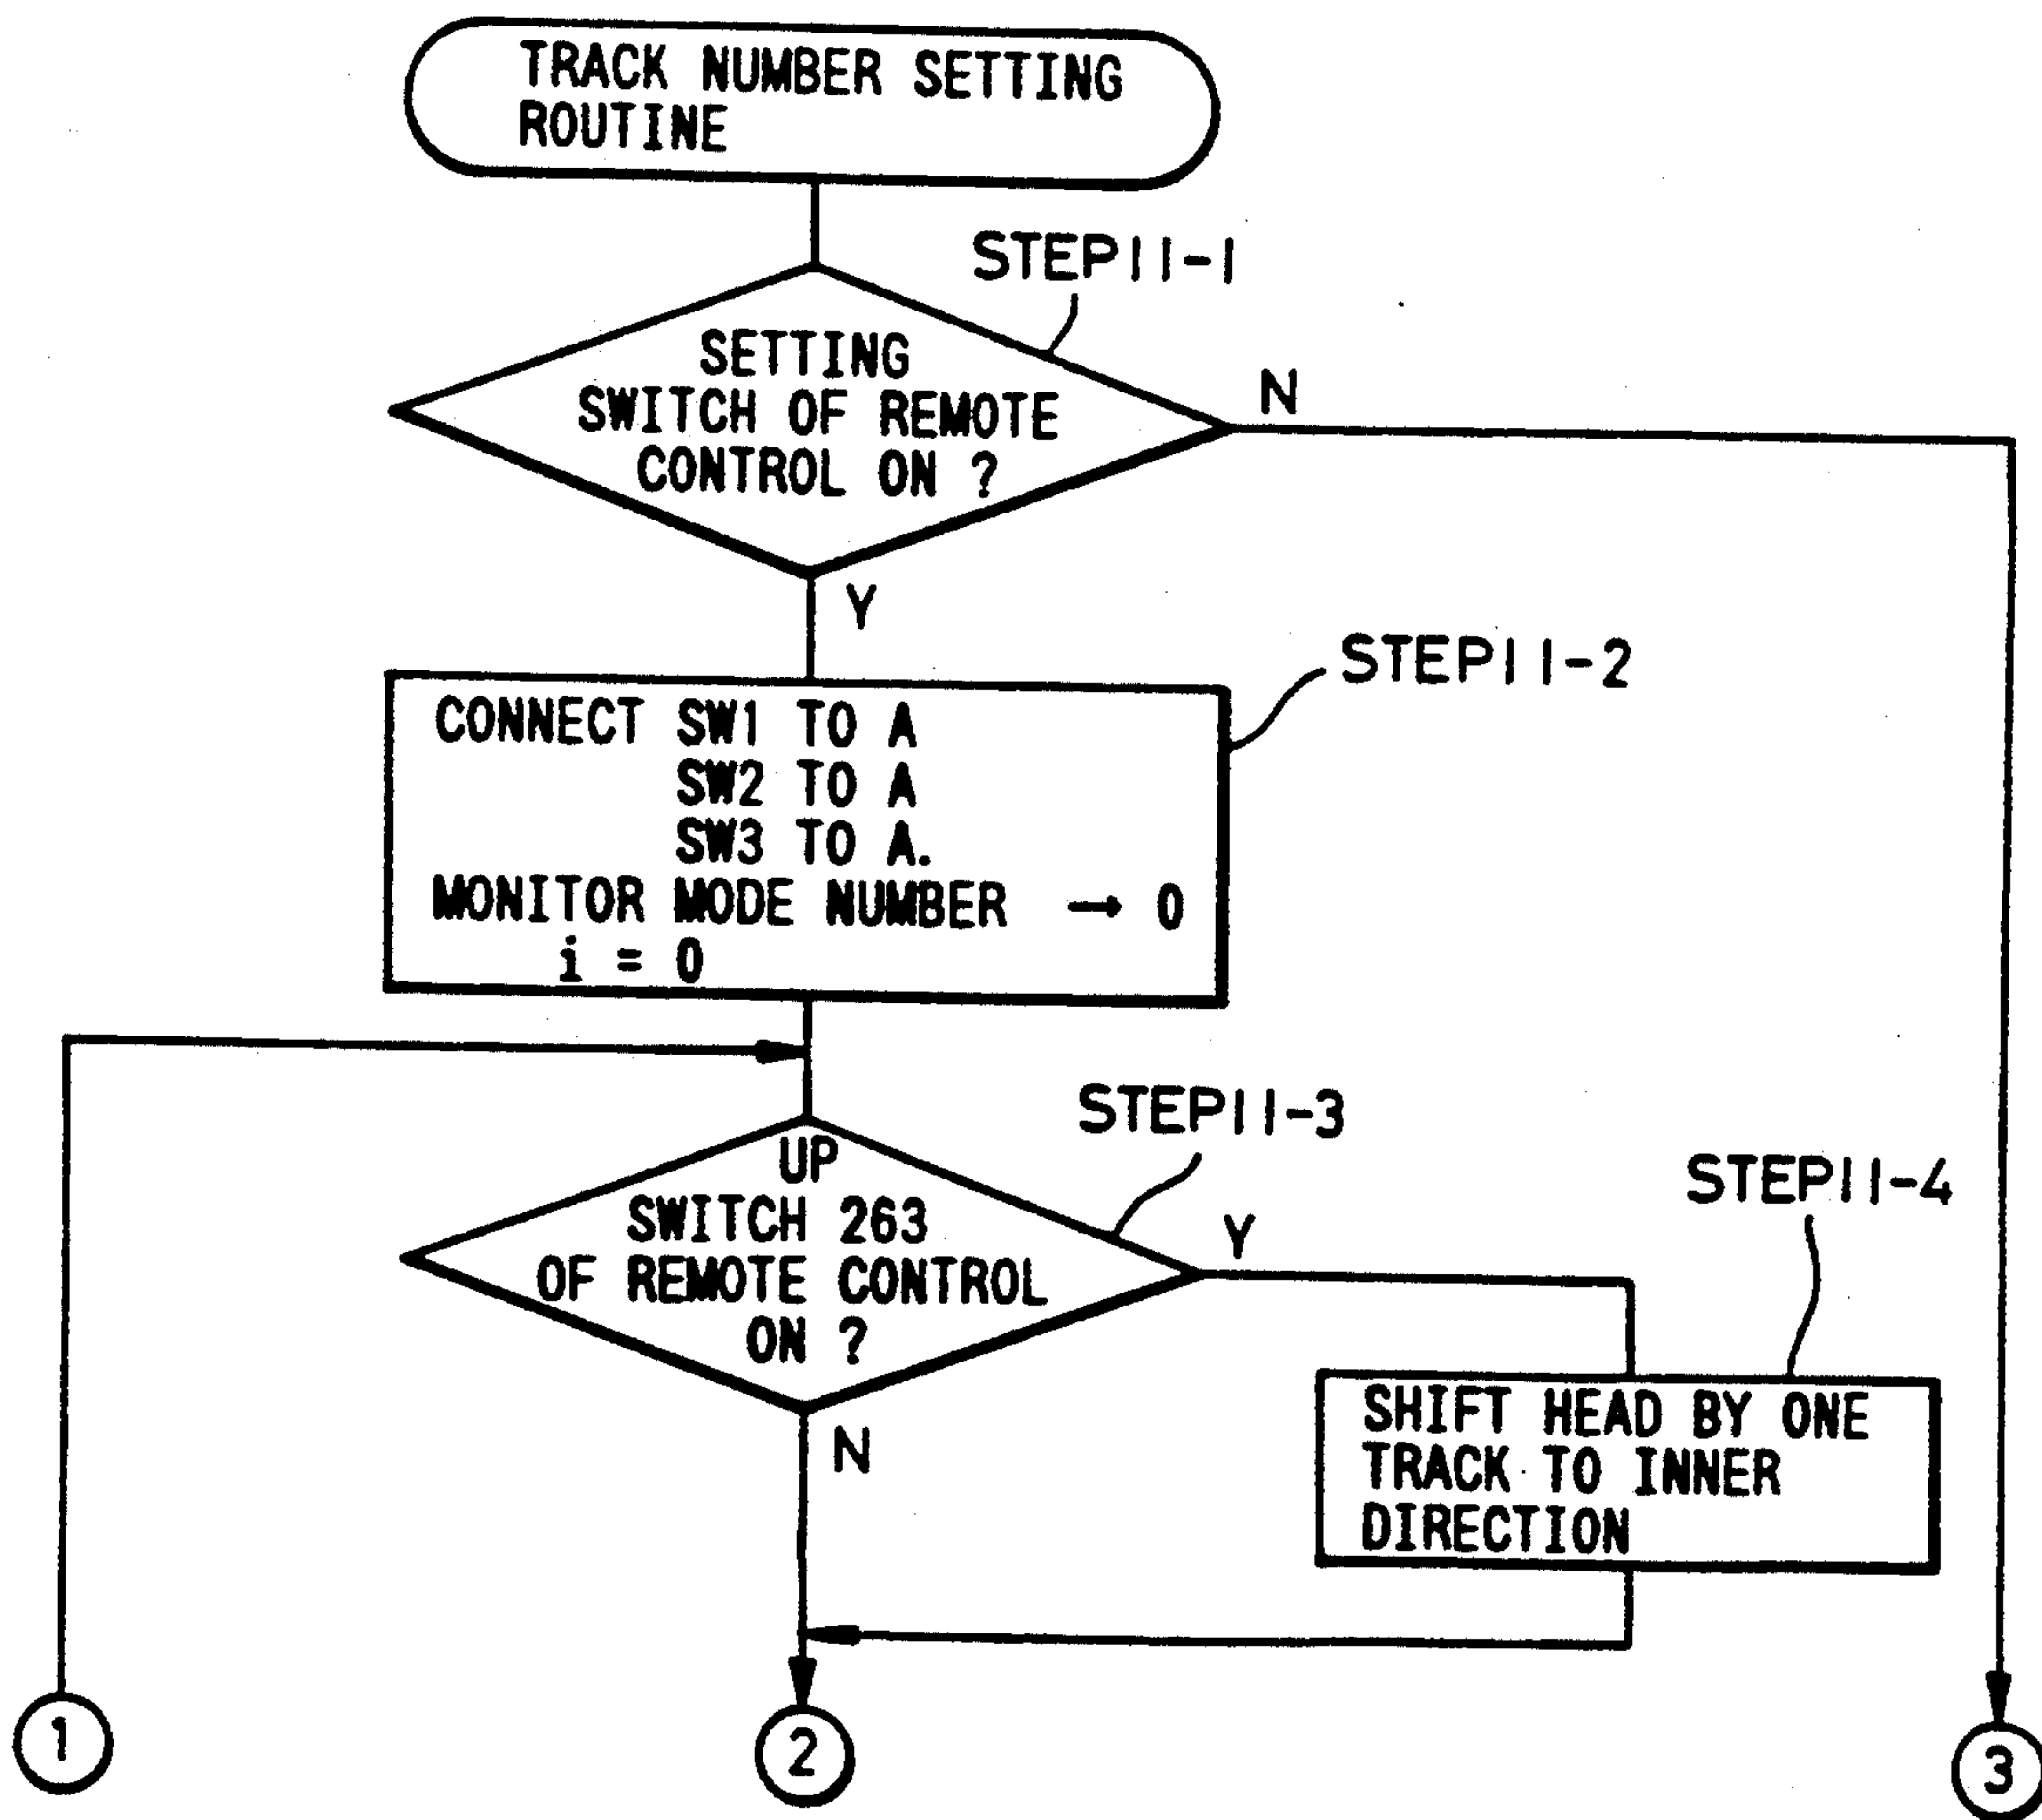 TRACK NUMBER SETTING
ROUTINE
STEP11-1
SETTING
SWITCH OF REMOTE
CONTROL ON ?
N
Y
STEP11-2
CONNECT SW1 TO A
SW2 TO A
SW3 TO A.
MONITOR MODE NUMBER → 0
i = 0
STEP11-3
UP
SWITCH 263
OF REMOTE CONTROL
ON ?
Y
N
STEP11-4
SHIFT HEAD BY ONE
TRACK TO INNER
DIRECTION
1
2
3